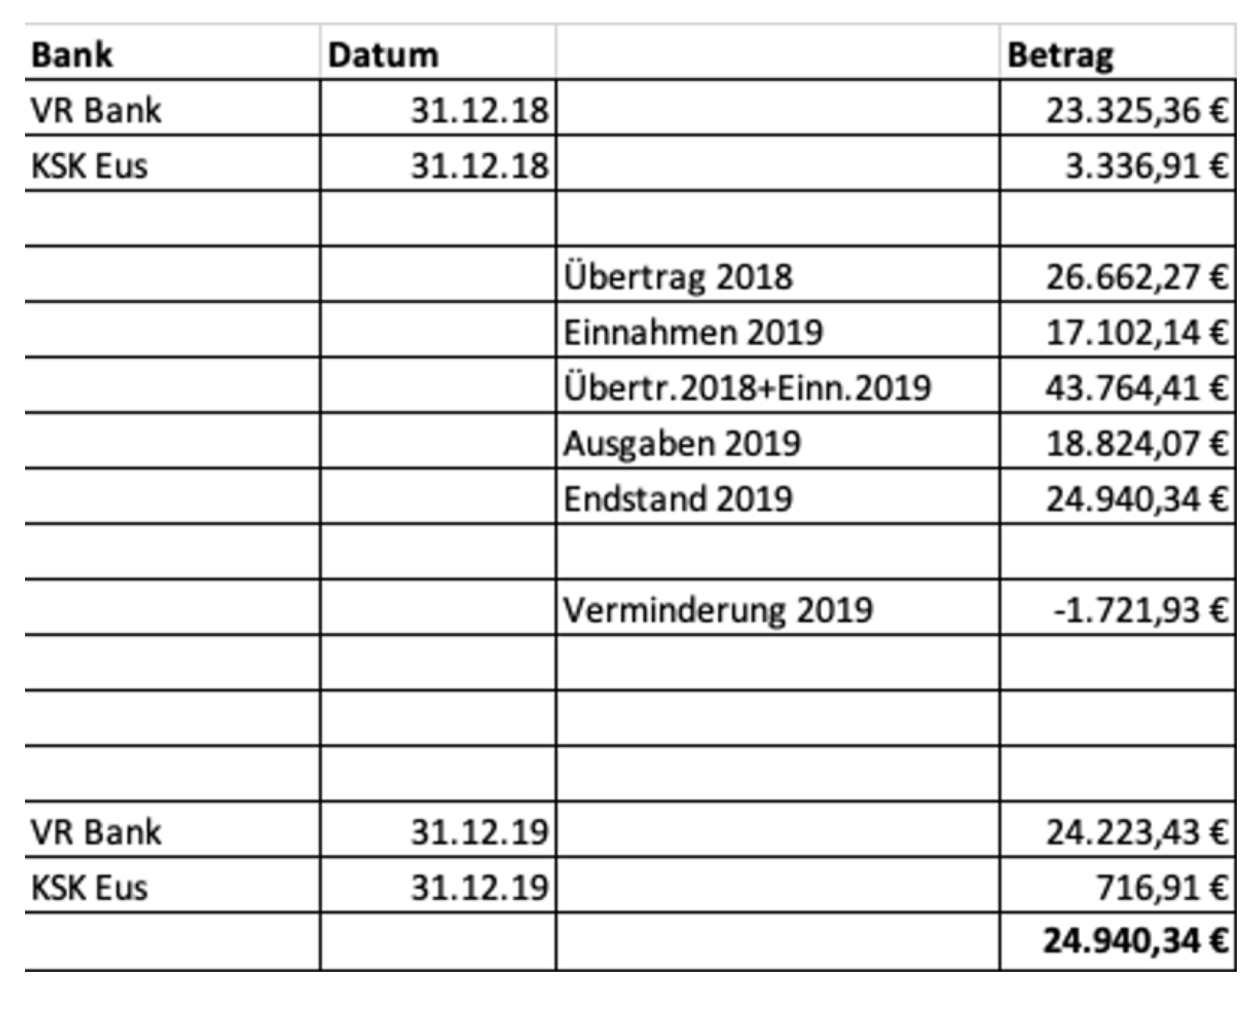 Bank Datum Betrag
VR Bank 31.12.18 23.325,36 €
KSK Eus 31.12.18 3.336,91 €
Übertrag 2018 26.662,27 €
Einnahmen 2019 17.102,14 €
Übertr.2018+Einn.2019 43.764,41 €
Ausgaben 2019 18.824,07 €
Endstand 2019 24.940,34 €
Verminderung 2019 -1.721,93 €
VR Bank 31.12.19 24.223,43 €
KSK Eus 31.12.19 716,91 €
24.940,34 €